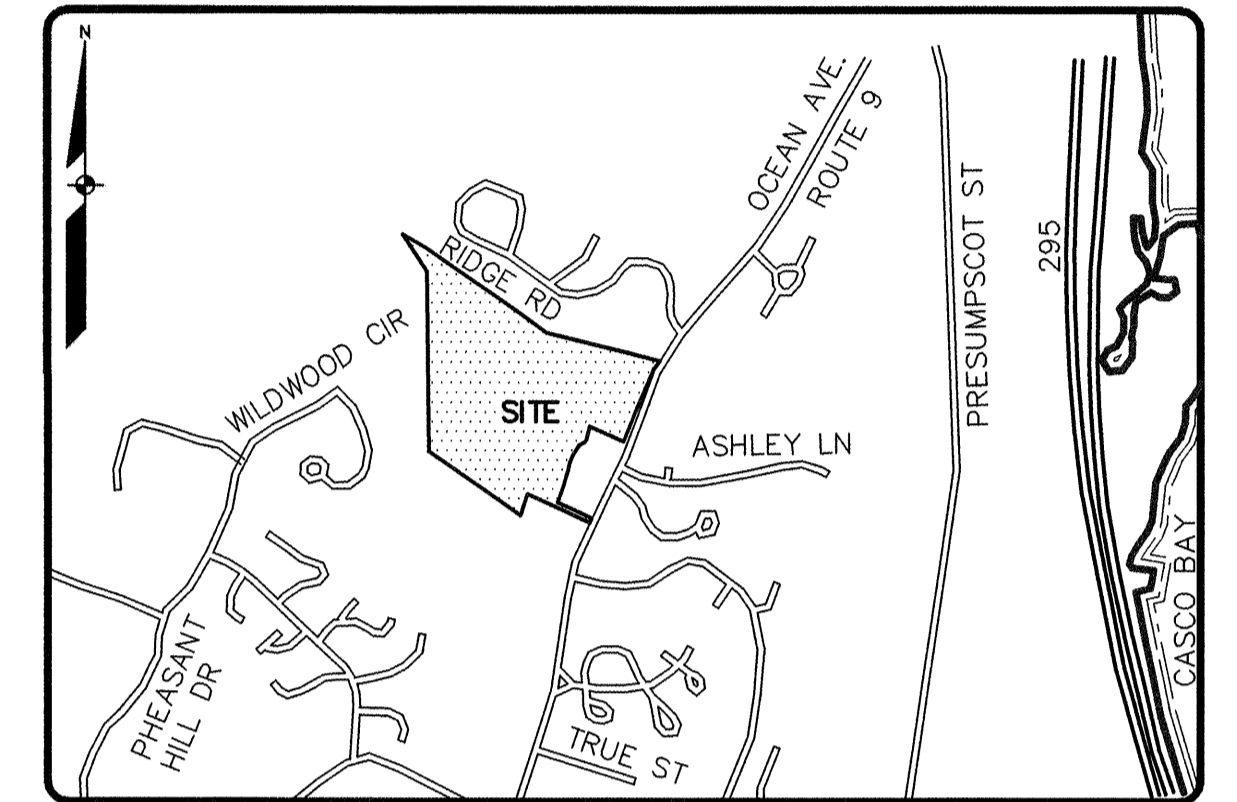 N
OCEAN AVE.
ROUTE 9
PRESUMPSCOT ST
295
RIDGE RD
WILDWOOD CIR
SITE
ASHLEY LN
CASCO BAY
PHEASANT
HILL DR
TRUE ST